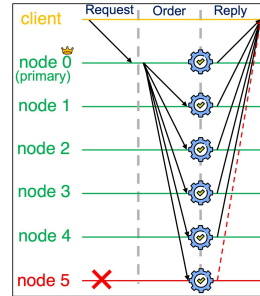 Request Order Reply
client
node 0
(primary)
node 1
node 2
node 3
node 4
node 5